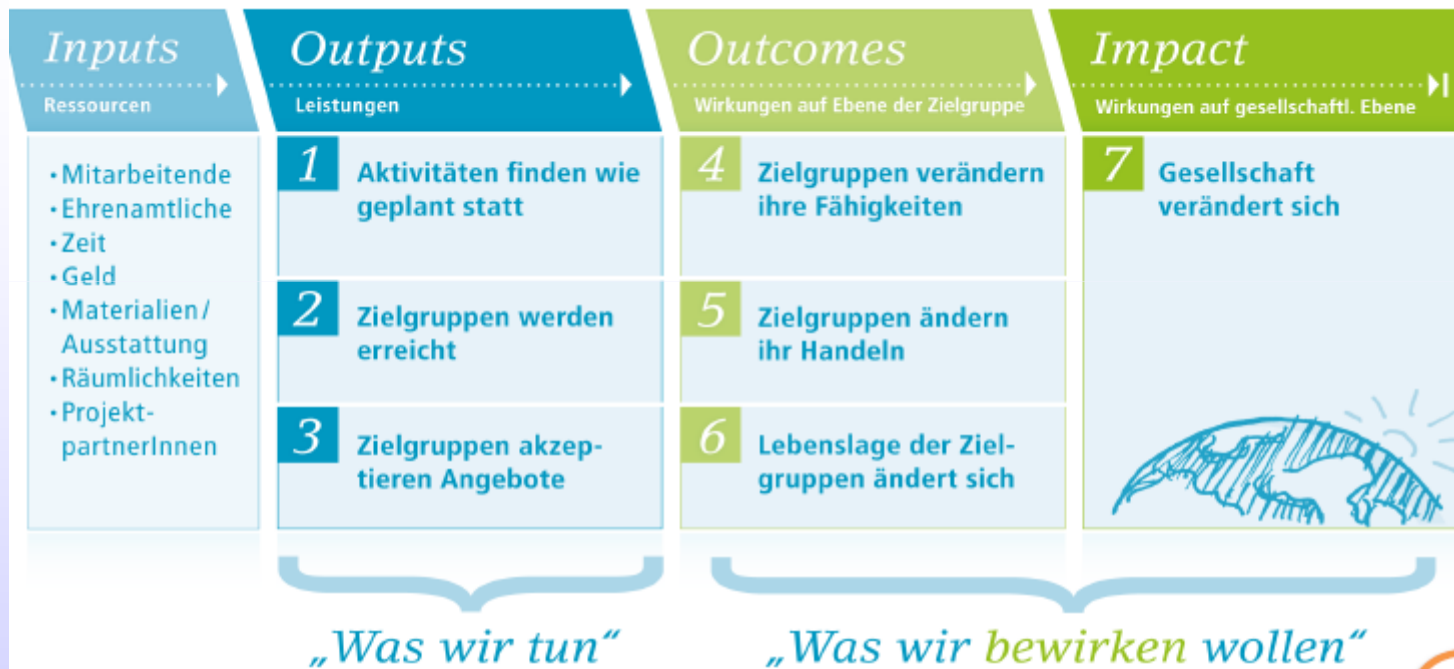 Inputs
Ressourcen
• Mitarbeitende
• Ehrenamtliche
• Zeit
• Geld
• Materialien /
Ausstattung
• Räumlichkeiten
• Projekt-
partnerInnen
Outputs
Leistungen
1 Aktivitäten finden wie
geplant statt
2 Zielgruppen werden
erreicht
3 Zielgruppen akzep-
tieren Angebote
Outcomes
Wirkungen auf Ebene der Zielgruppe
4 Zielgruppen verändern
ihre Fähigkeiten
5 Zielgruppen ändern
ihr Handeln
6 Lebenslage der Ziel-
gruppen ändert sich
Impact
Wirkungen auf gesellschaftl. Ebene
7 Gesellschaft
verändert sich
„Was wir tun“
„Was wir bewirken wollen“